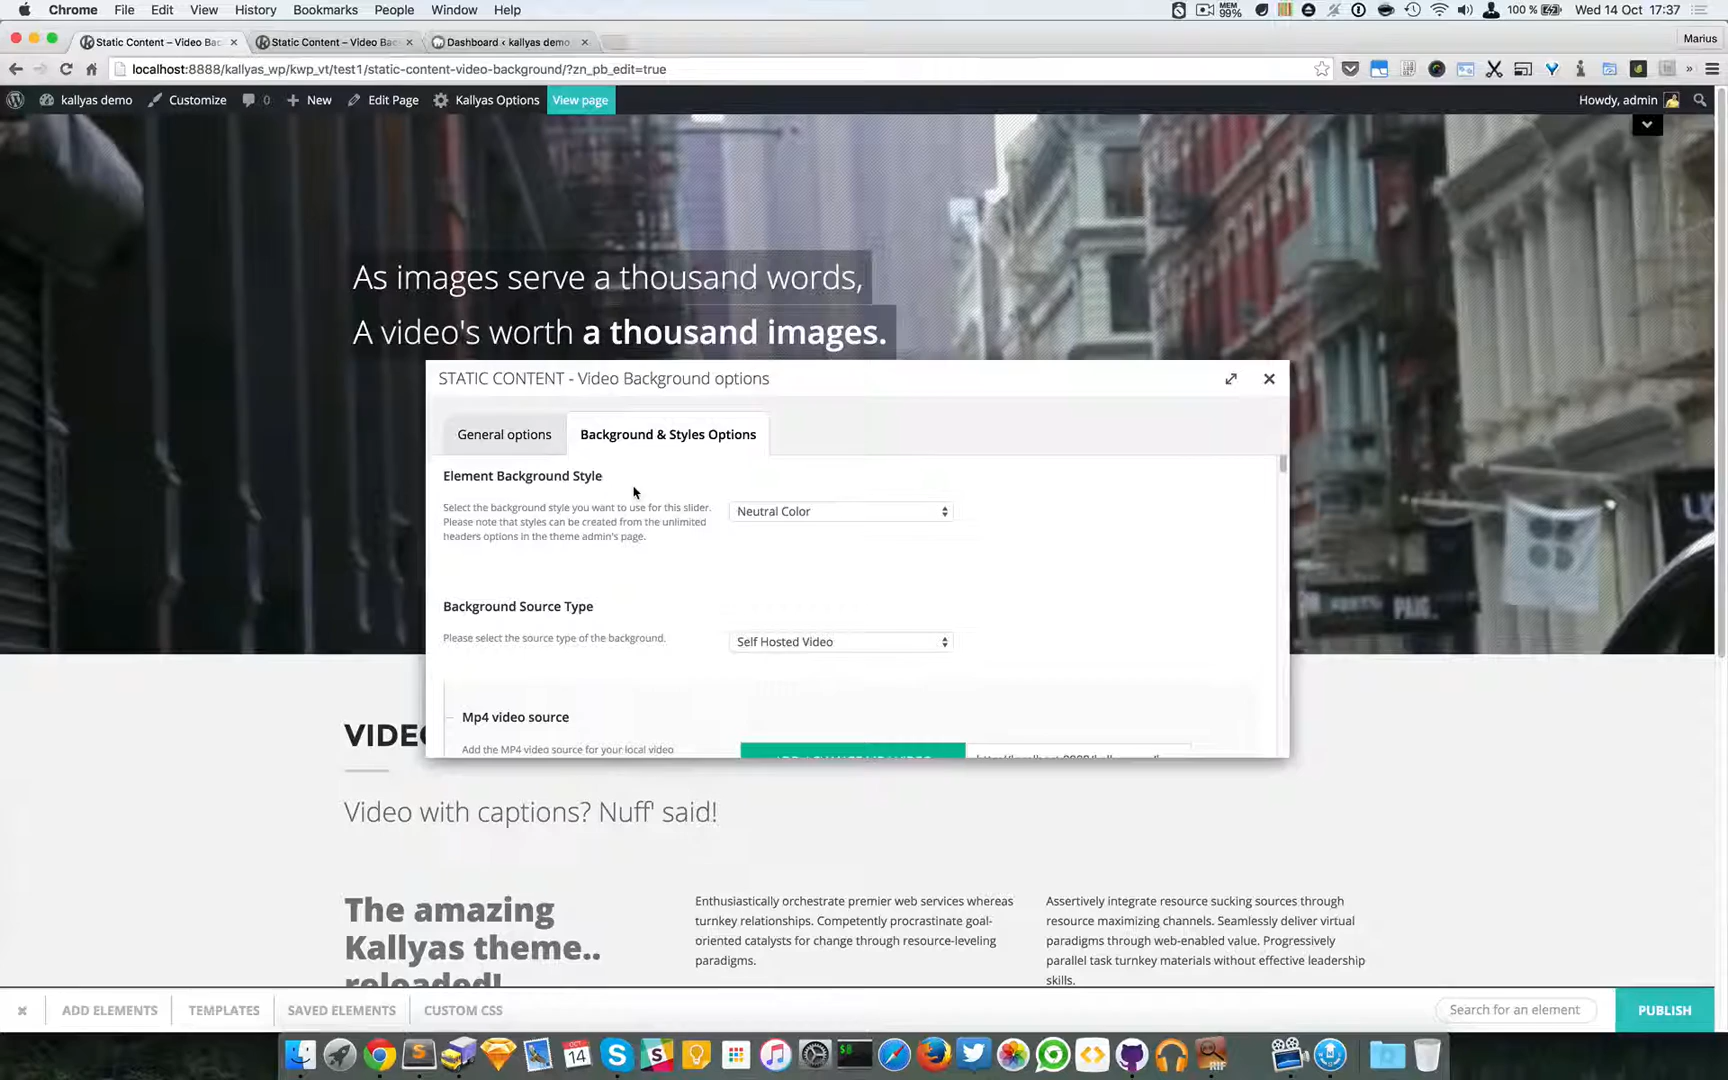 Chrome File Edit View History Bookmarks People Window Help MEM 99% 100 % Wed 14 Oct 17:37
Static Content – Video Bac × Static Content – Video Bac × Dashboard ‹ kallyas demo × Marius
localhost:8888/kallyas_wp/kwp_vt/test1/static-content-video-background/?zn_pb_edit=true
kallyas demo Customize 0 + New Edit Page Kallyas Options View page Howdy, admin
As images serve a thousand words,
A video's worth a thousand images.
STATIC CONTENT - Video Background options
General options Background & Styles Options
Element Background Style
Select the background style you want to use for this slider.
Please note that styles can be created from the unlimited
headers options in the theme admin's page.
Neutral Color
Background Source Type
Please select the source type of the background.
Self Hosted Video
Mp4 video source
Add the MP4 video source for your local video
VIDE
Video with captions? Nuff' said!
The amazing
Kallyas theme..
reloaded!
Enthusiastically orchestrate premier web services whereas
turnkey relationships. Competently procrastinate goal-
oriented catalysts for change through resource-leveling
paradigms.
Assertively integrate resource sucking sources through
resource maximizing channels. Seamlessly deliver virtual
paradigms through web-enabled value. Progressively
parallel task turnkey materials without effective leadership
skills.
× ADD ELEMENTS TEMPLATES SAVED ELEMENTS CUSTOM CSS Search for an element PUBLISH
14
RIF